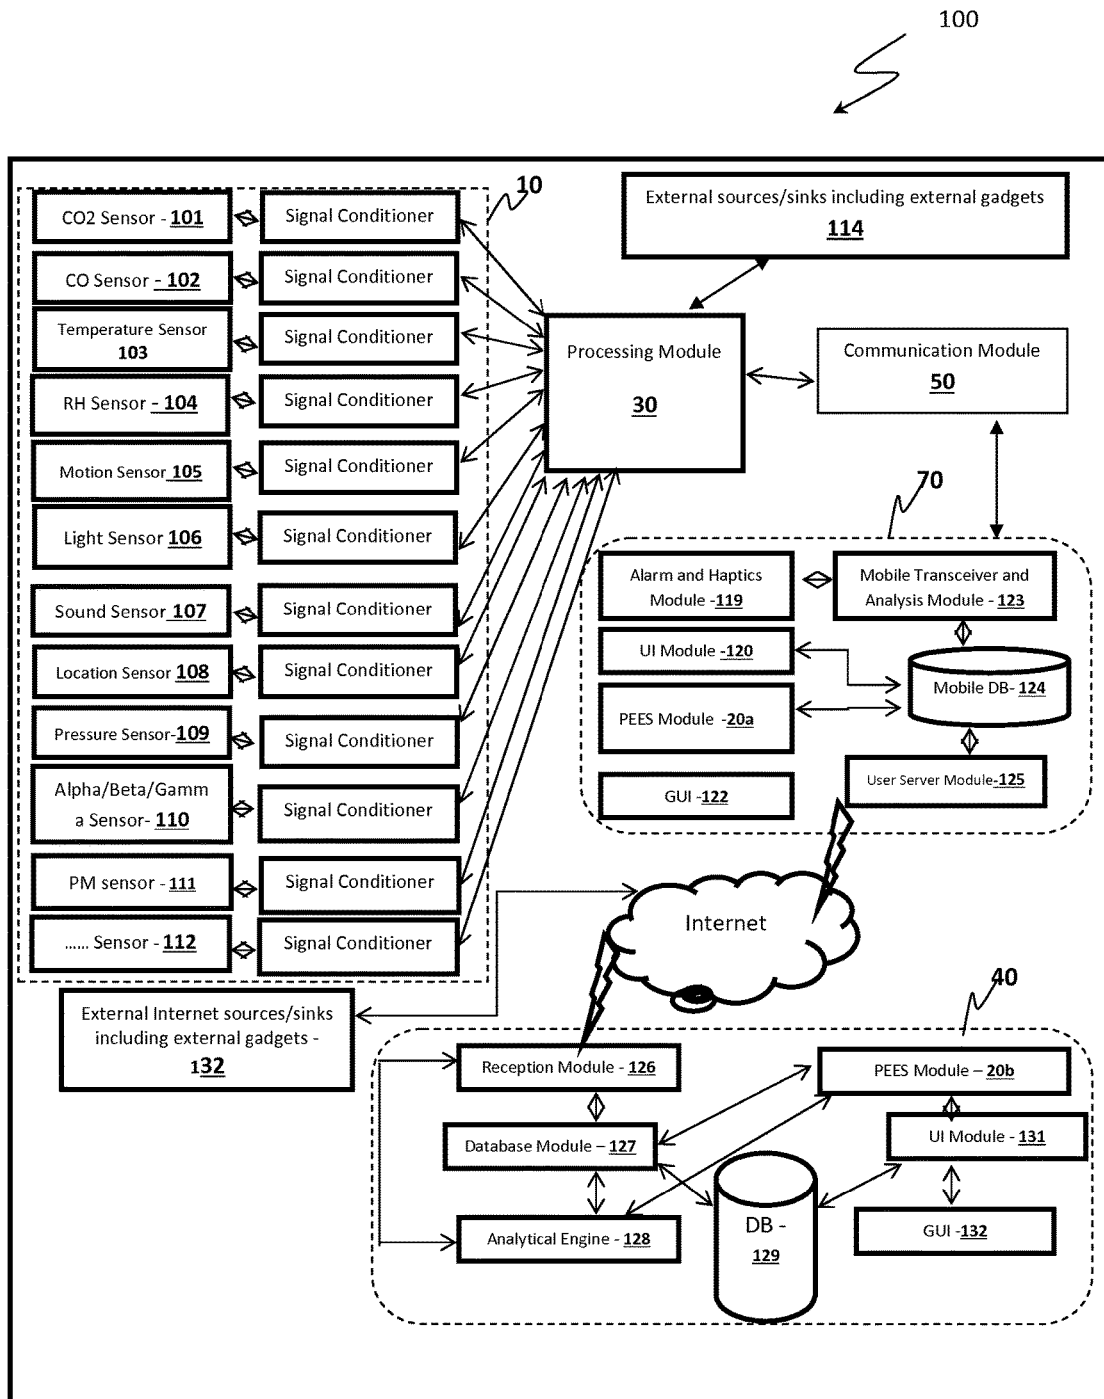 100
10
CO2 Sensor - 101
Signal Conditioner
CO Sensor - 102
Signal Conditioner
Temperature Sensor
103
Signal Conditioner
RH Sensor - 104
Signal Conditioner
Motion Sensor 105
Signal Conditioner
Light Sensor 106
Signal Conditioner
Sound Sensor 107
Signal Conditioner
Location Sensor 108
Signal Conditioner
Pressure Sensor-109
Signal Conditioner
Alpha/Beta/Gamm
a Sensor- 110
Signal Conditioner
PM sensor - 111
Signal Conditioner
...... Sensor - 112
Signal Conditioner
External sources/sinks including external gadgets
114
Processing Module
30
Communication Module
50
70
Alarm and Haptics
Module -119
Mobile Transceiver and
Analysis Module - 123
UI Module -120
Mobile DB- 124
PEES Module -20a
User Server Module-125
GUI -122
Internet
External Internet sources/sinks
including external gadgets -
132
40
Reception Module - 126
PEES Module – 20b
Database Module – 127
UI Module - 131
Analytical Engine - 128
DB -
129
GUI -132